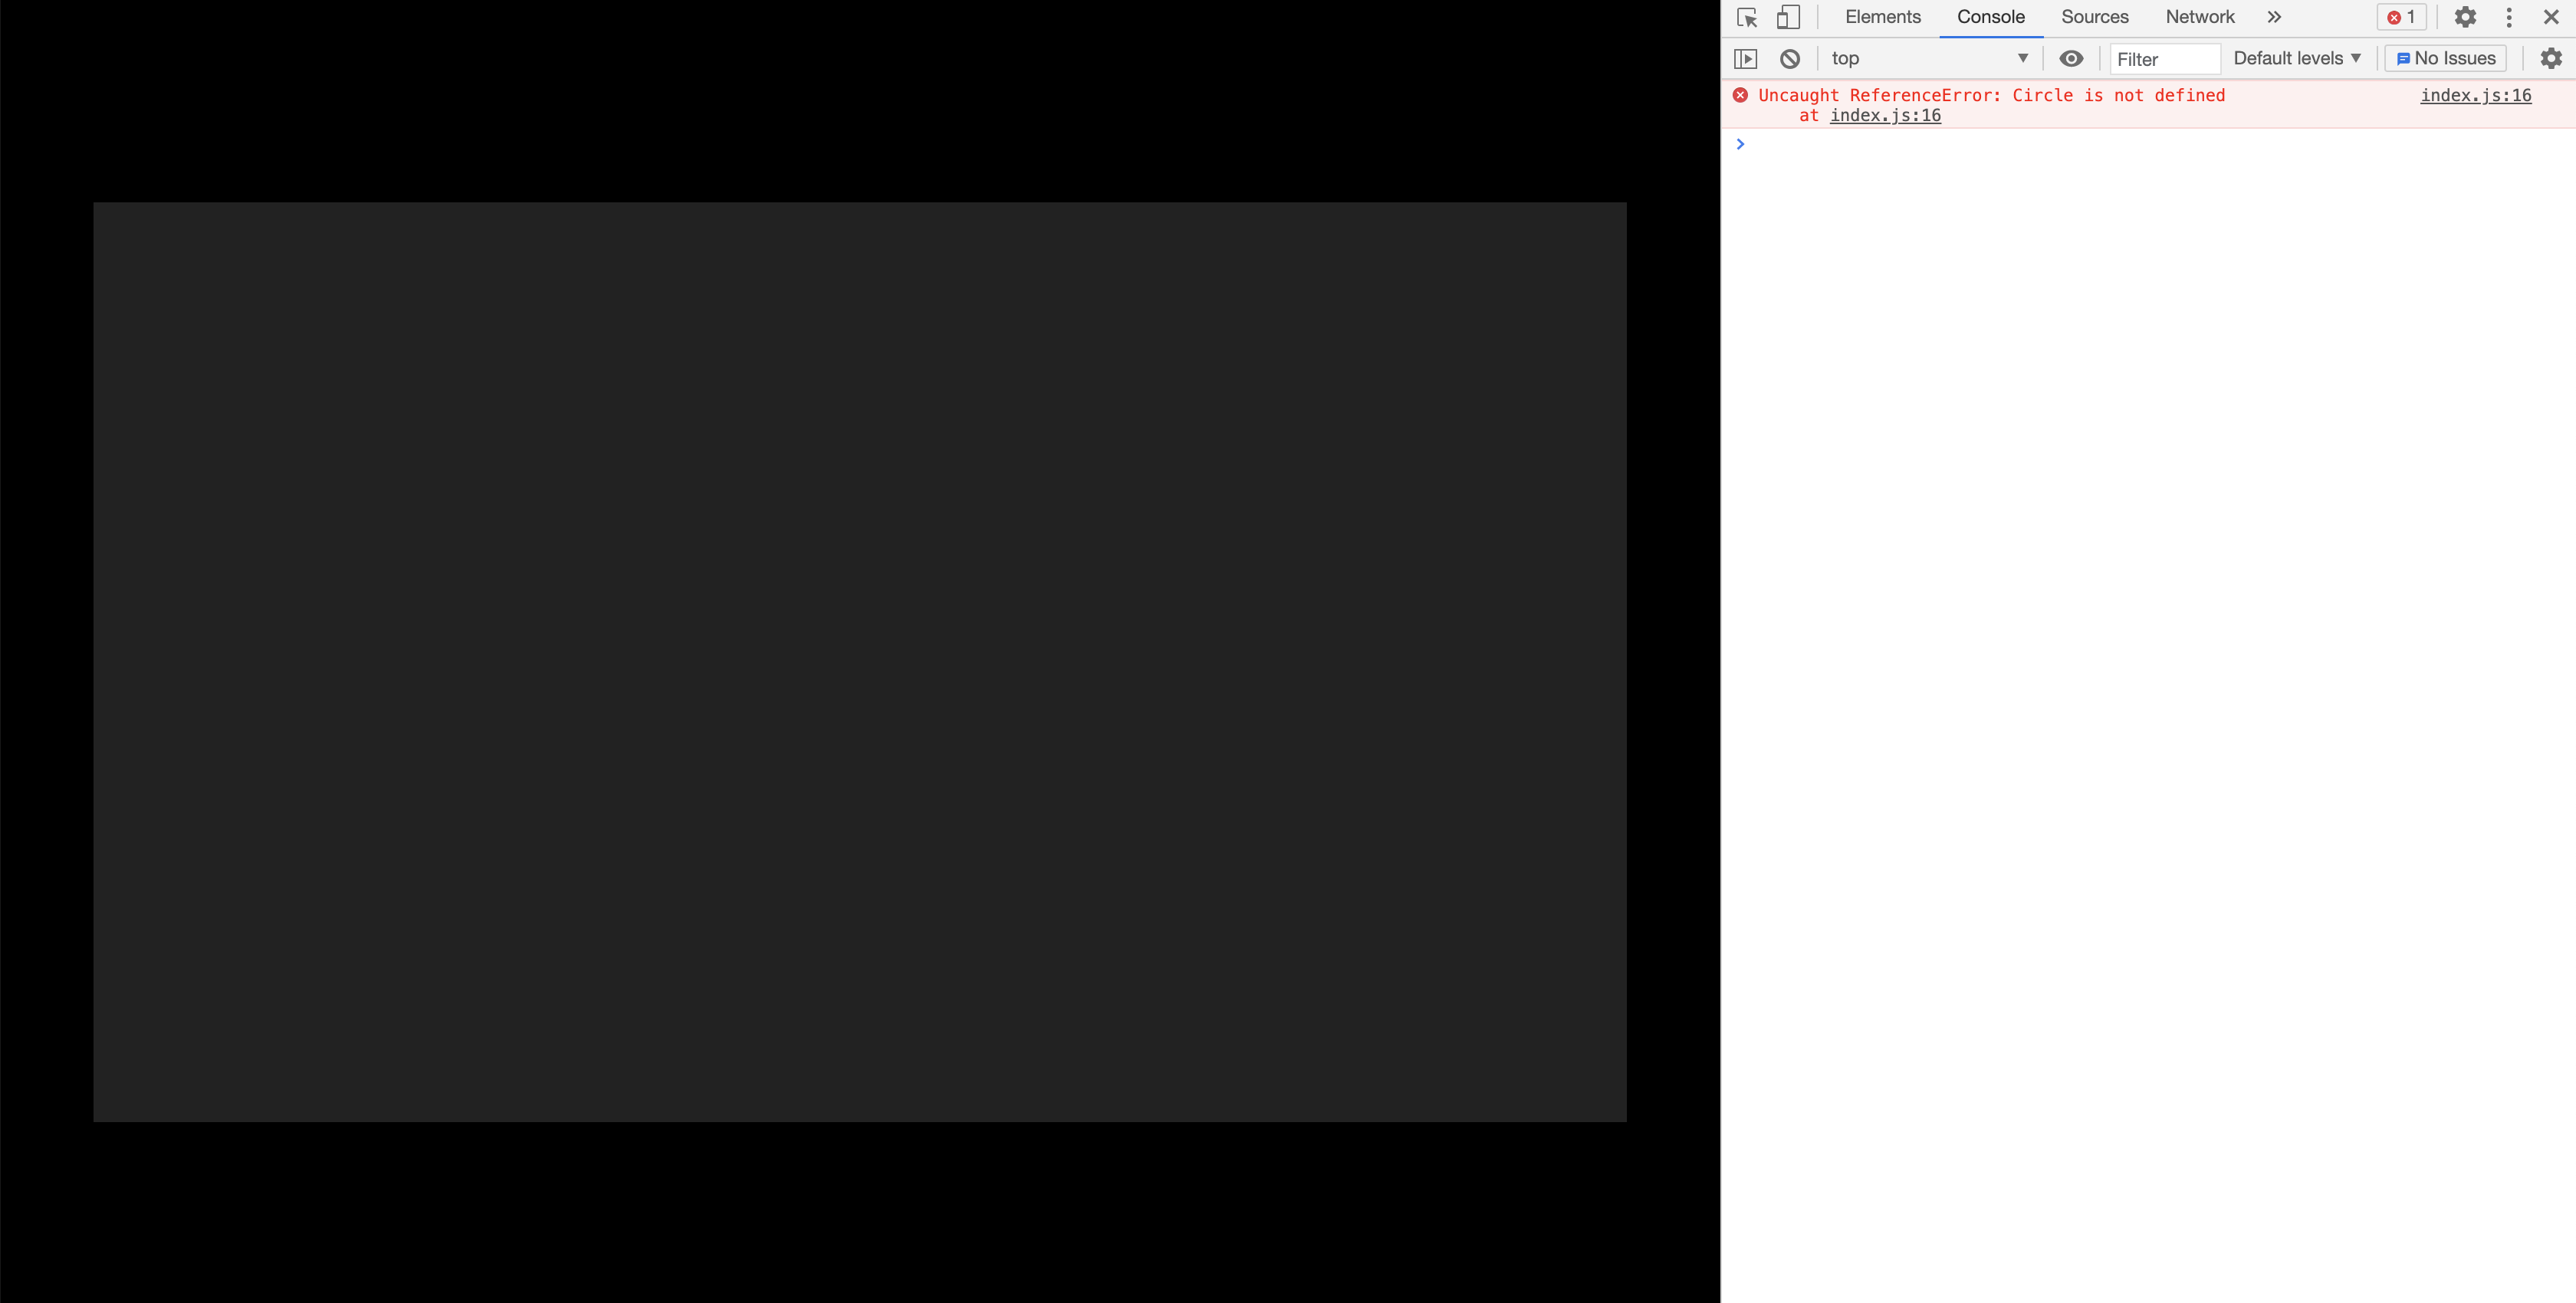 Elements Console Sources Network 1
top Filter Default levels No Issues
Uncaught ReferenceError: Circle is not defined index.js:16
at index.js:16